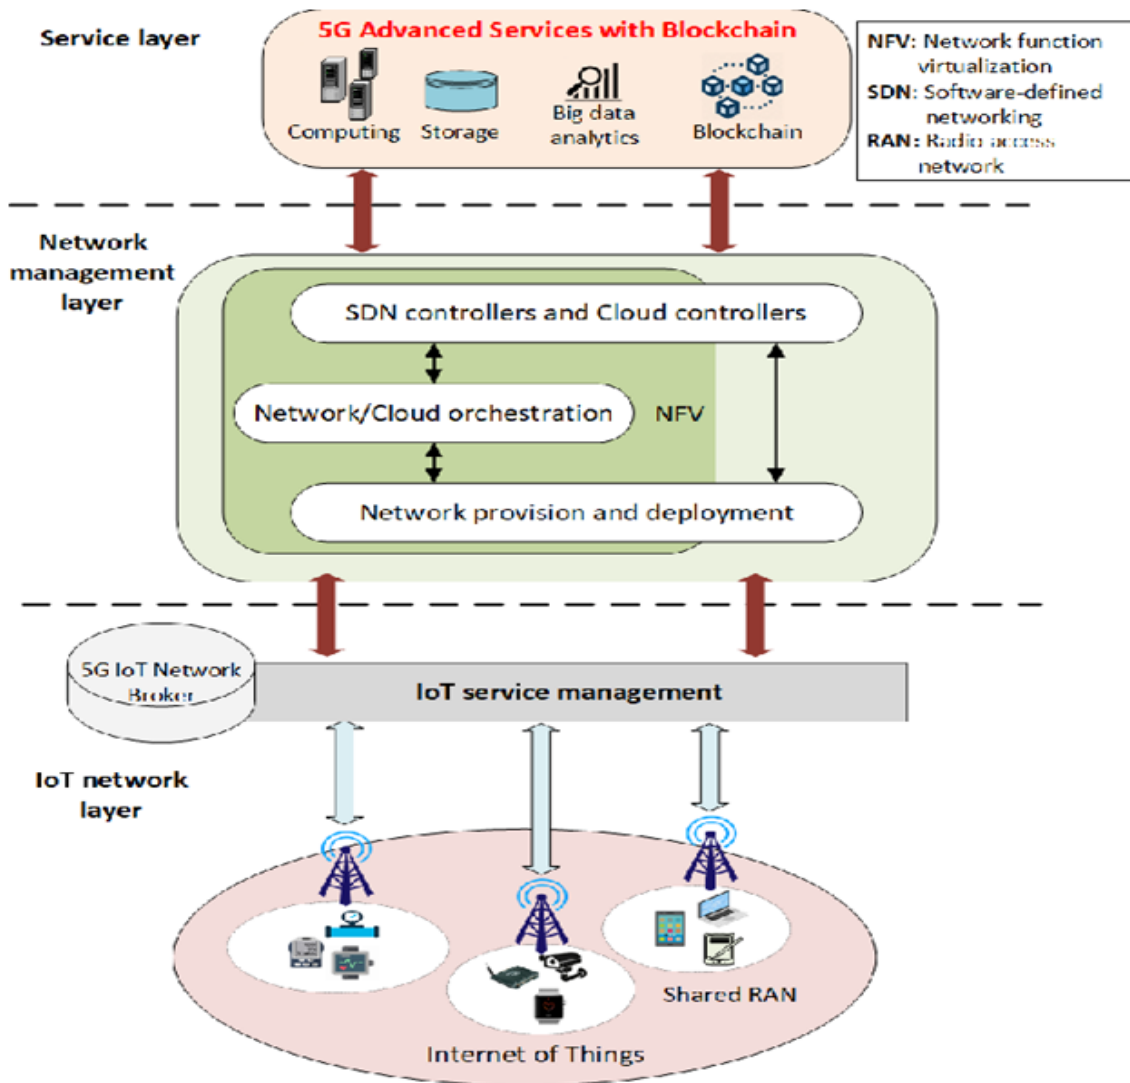 Service layer
5G Advanced Services with Blockchain
Computing
Storage
Big data
analytics
Blockchain
NFV: Network function
virtualization
SDN: Software-defined
networking
RAN: Radio access
network
Network
management
layer
SDN controllers and Cloud controllers
Network/Cloud orchestration
NFV
Network provision and deployment
5G IoT Network
Broker
IoT service management
IoT network
layer
Shared RAN
Internet of Things